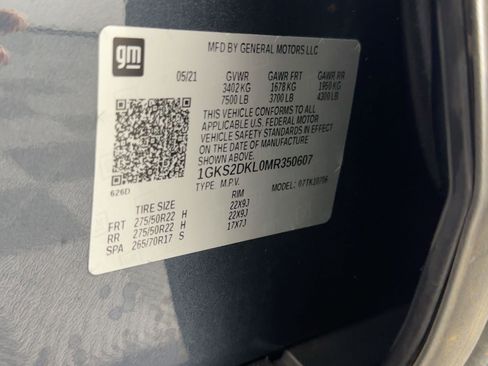 gm
MFD BY GENERAL MOTORS LLC
05/21 GVWR GAWR FRT GAWR RR
3402 KG 1678 KG 1950 KG
7500 LB 3700 LB 4300 LB
THIS VEHICLE CONFORMS TO ALL
APPLICABLE U.S. FEDERAL MOTOR
VEHICLE SAFETY STANDARDS IN EFFECT
ON THE DATE OF MANUFACTURE
SHOWN ABOVE.
1GKS2DKL0MR350607
TYPE: M.P.V. MODEL: 07TK10706
626D
TIRE SIZE RIM
FRT 275/50R22 H 22X9J
RR 275/50R22 H 22X9J
SPA 265/70R17 S 17X7J